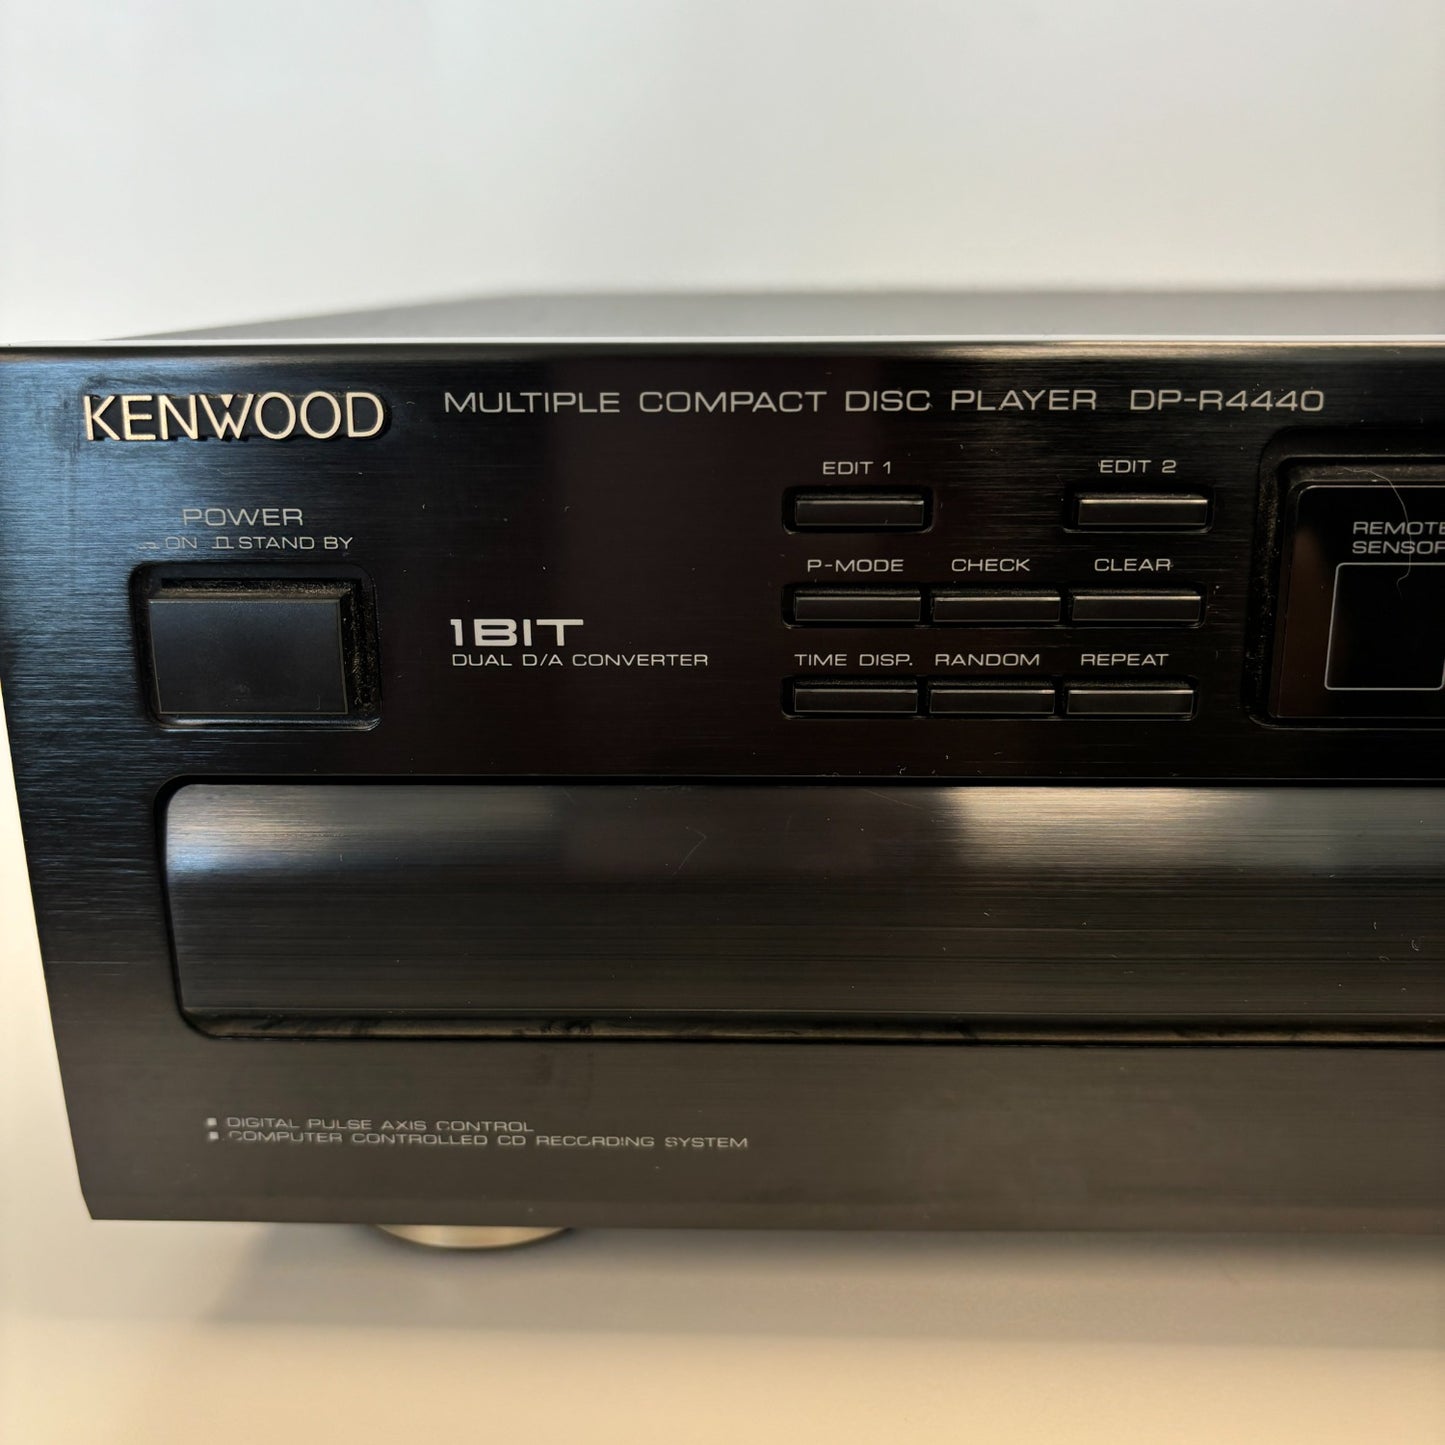 KENWOOD
MULTIPLE COMPACT DISC PLAYER DP-R4440
EDIT 1 EDIT 2
POWER
ON STAND BY
REMOTE
SENSOR
P-MODE CHECK CLEAR
1BIT
DUAL D/A CONVERTER
TIME DISP. RANDOM REPEAT
DIGITAL PULSE AXIS CONTROL
COMPUTER CONTROLLED CD RECORDING SYSTEM